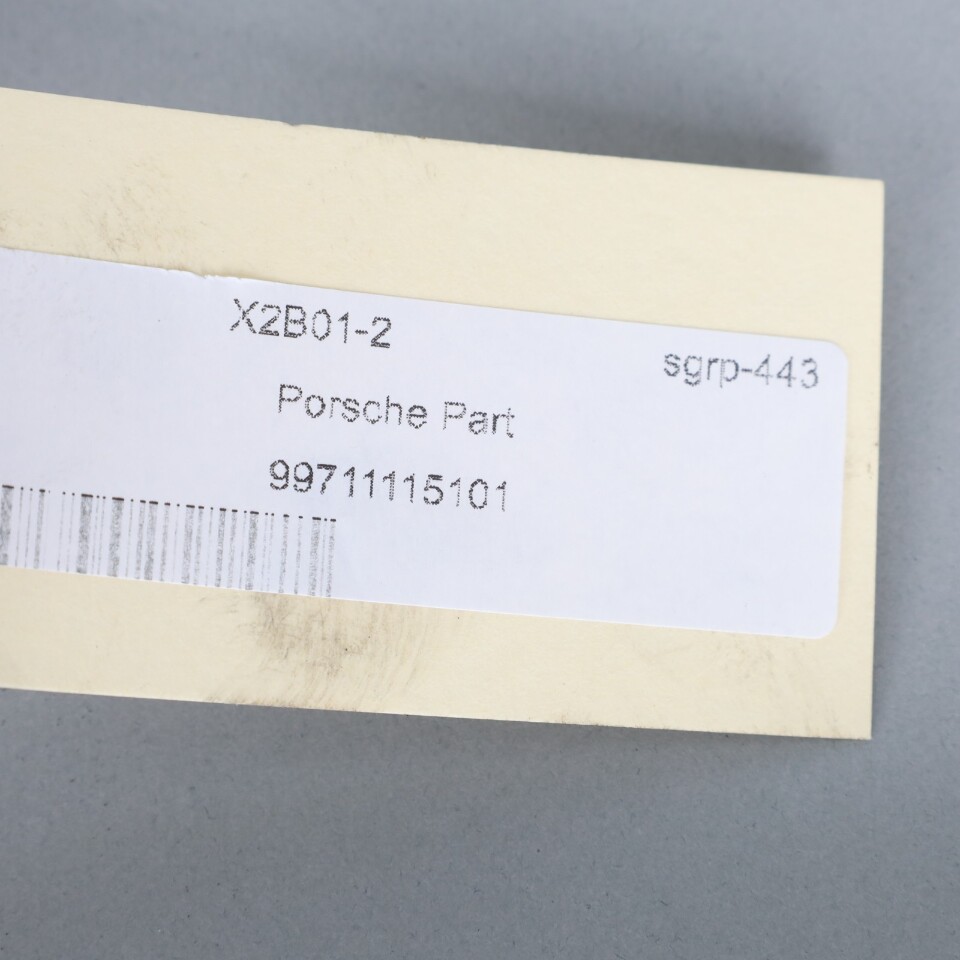 X2B01-2
sgrp-443
Porsche Part
99711115101